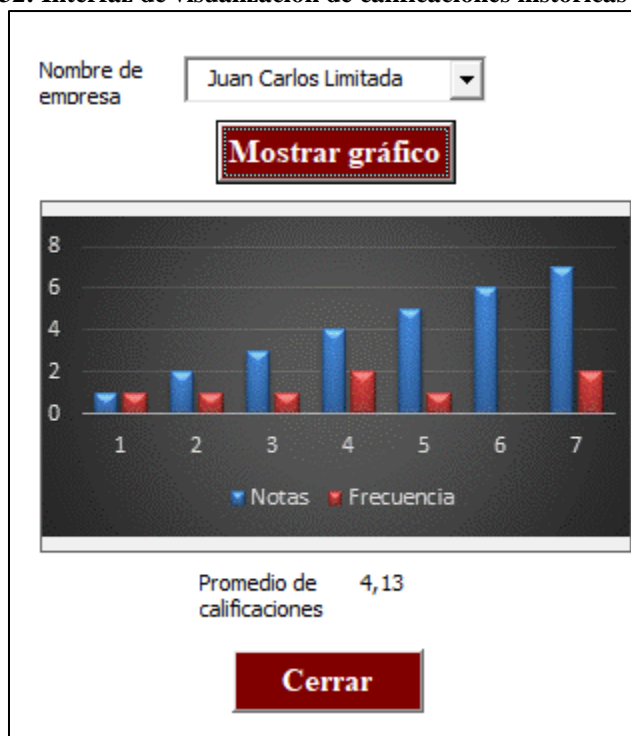 32. Interfaz de visualización de calificaciones históricas
Nombre de
empresa
Juan Carlos Limitada
Mostrar gráfico
8
6
4
2
0
1 2 3 4 5 6 7
Notas Frecuencia
Promedio de 4,13
calificaciones
Cerrar